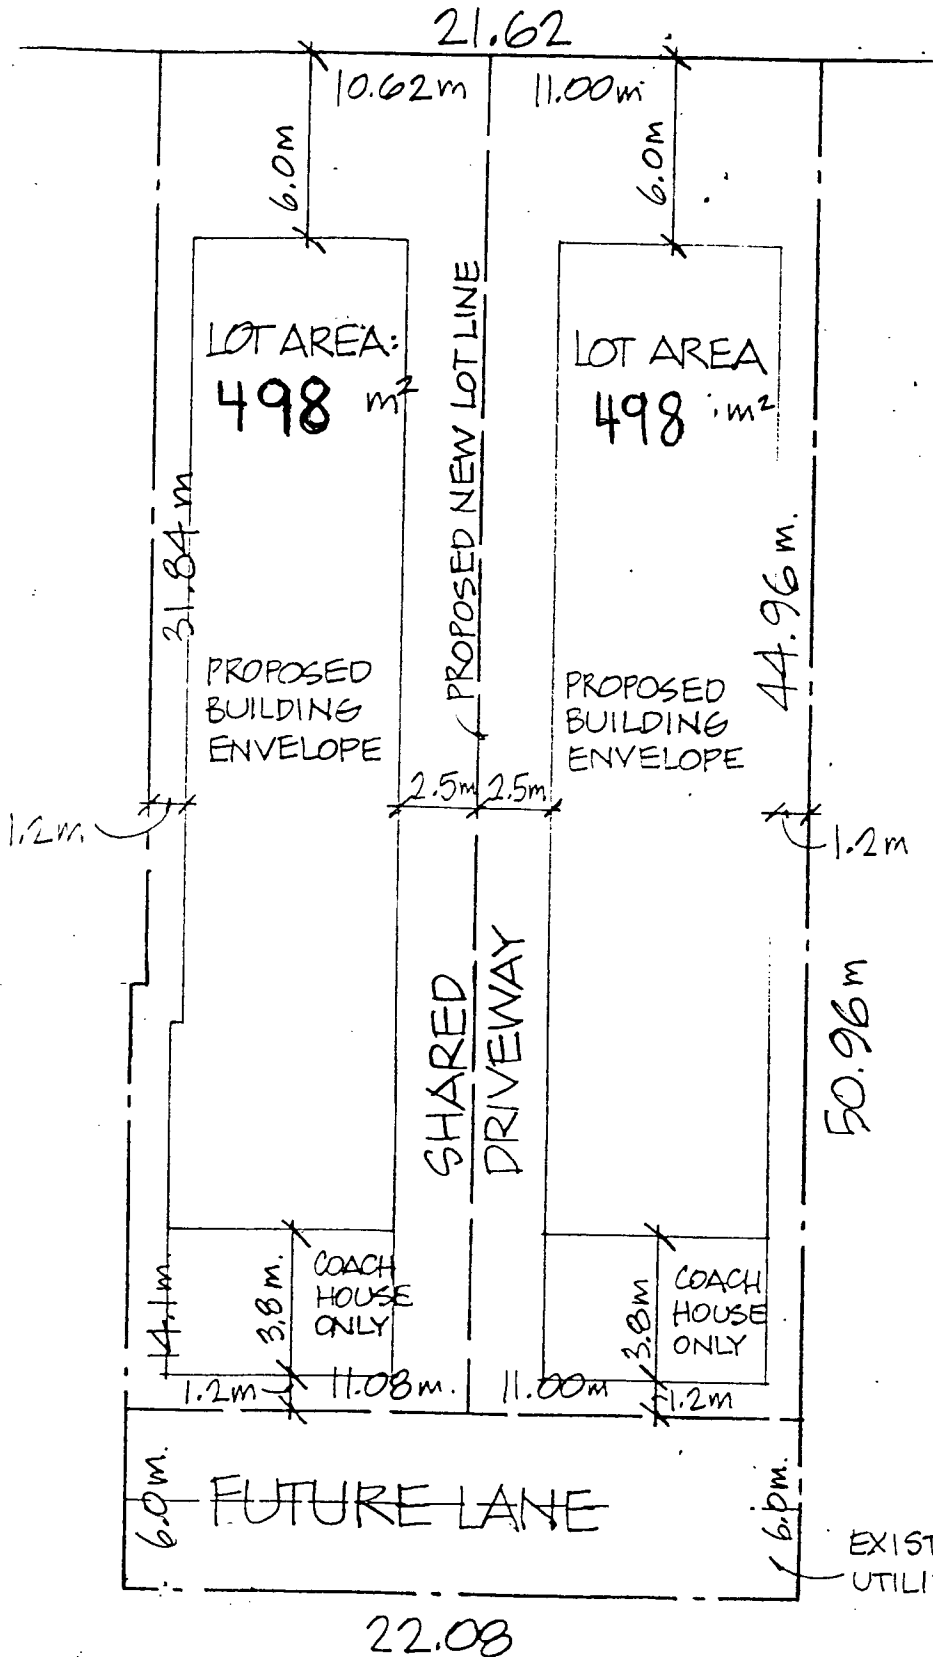 21.62
10.62m 11.00m
6.0m 6.0m
LOT AREA:
498 m²
LOT AREA
498 m²
PROPOSED NEW LOT LINE
31.84 m
44.96 m.
PROPOSED
BUILDING
ENVELOPE
PROPOSED
BUILDING
ENVELOPE
2.5m 2.5m
1.2m
1.2m
SHARED
DRIVEWAY
50.96 m
14.1m.
3.8m.
COACH
HOUSE
ONLY
3.8m
COACH
HOUSE
ONLY
1.2m 11.08m. 11.00m 1.2m
6.0m.
FUTURE LANE
6.0m.
EXIST
UTILI
22.08